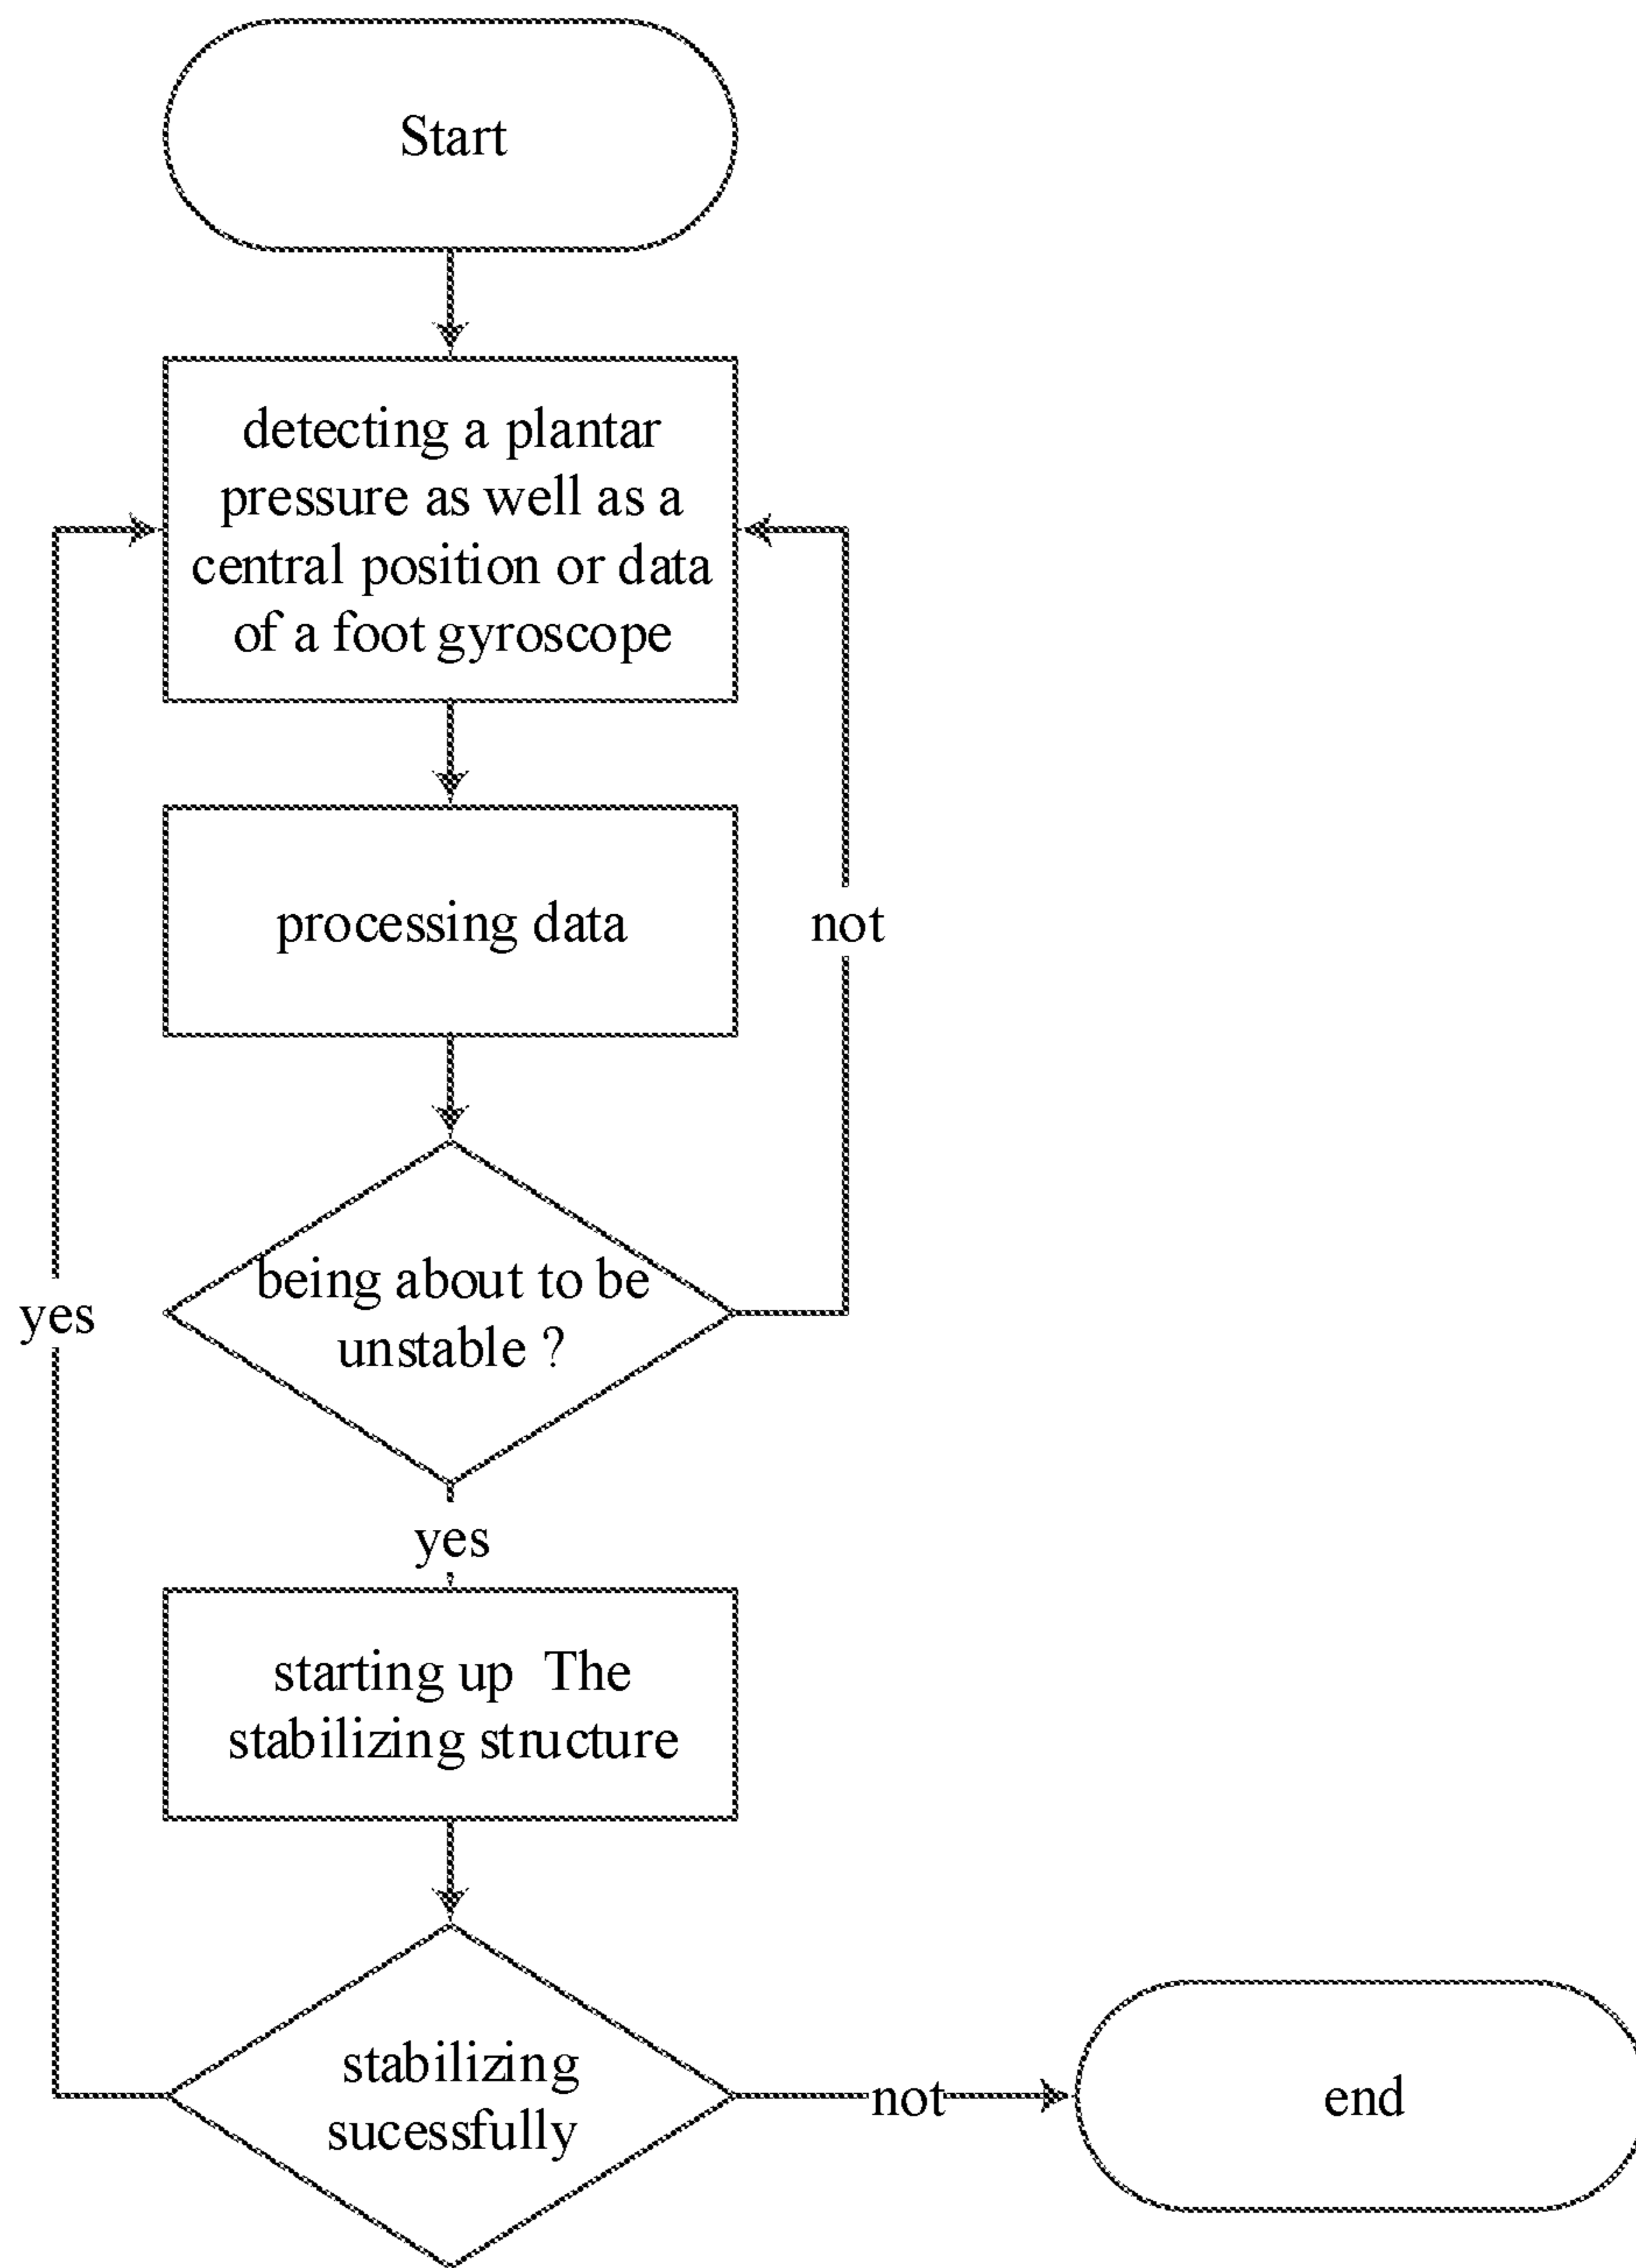 Start
detecting a plantar
pressure as well as a
central position or data
of a foot gyroscope
processing data
not
being about to be
unstable ?
yes
yes
starting up The
stabilizing structure
stabilizing
sucessfully
not
end